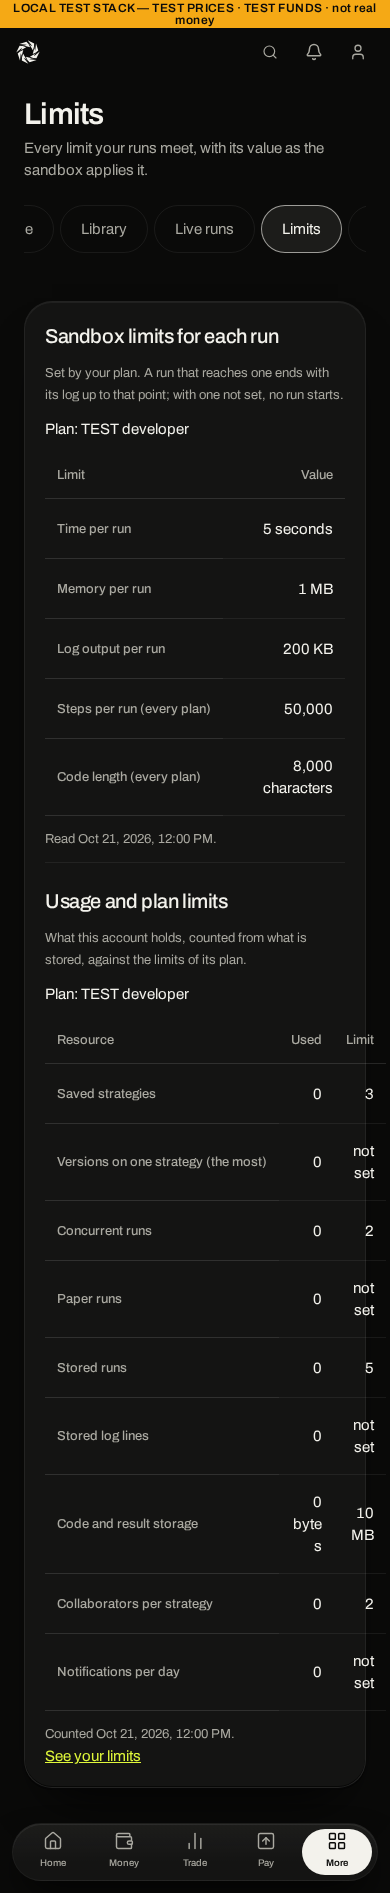 LOCAL TEST STACK — TEST PRICES · TEST FUNDS · not real
money
Limits
Every limit your runs meet, with its value as the
sandbox applies it.
e
Library
Live runs
Limits
Sandbox limits for each run
Set by your plan. A run that reaches one ends with
its log up to that point; with one not set, no run starts.
Plan: TEST developer
Limit Value
Time per run 5 seconds
Memory per run 1 MB
Log output per run 200 KB
Steps per run (every plan) 50,000
Code length (every plan) 8,000
characters
Read Oct 21, 2026, 12:00 PM.
Usage and plan limits
What this account holds, counted from what is
stored, against the limits of its plan.
Plan: TEST developer
Resource Used Limit
Saved strategies 0 3
Versions on one strategy (the most) 0 not
set
Concurrent runs 0 2
Paper runs 0 not
set
Stored runs 0 5
Stored log lines 0 not
set
Code and result storage 0
byte
s 10
MB
Collaborators per strategy 0 2
Notifications per day 0 not
set
Counted Oct 21, 2026, 12:00 PM.
See your limits
Home Money Trade Pay More